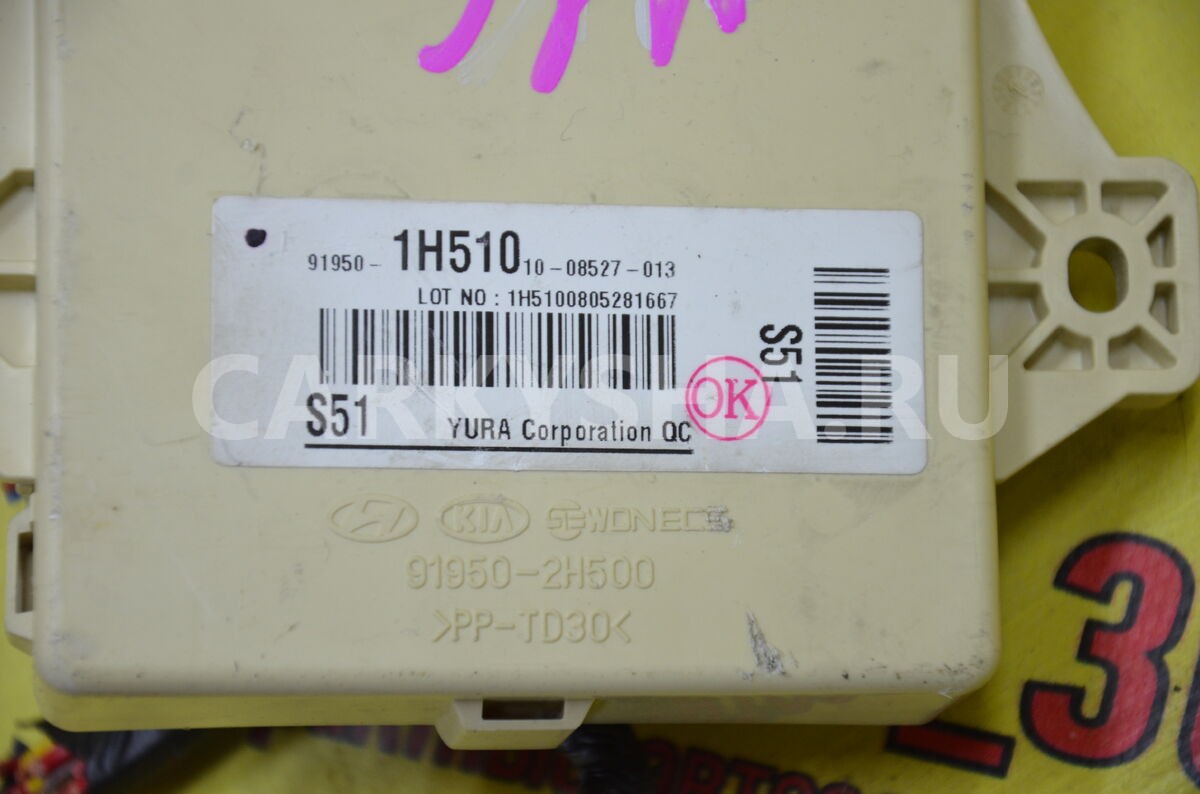 91950- 1H510 10-08527-013
LOT NO : 1H5100805281667
S51
S51
OK
YURA Corporation QC
CARKYSHA.RU
KIA SEWONECS
91950-2H500
>PP-TD30<